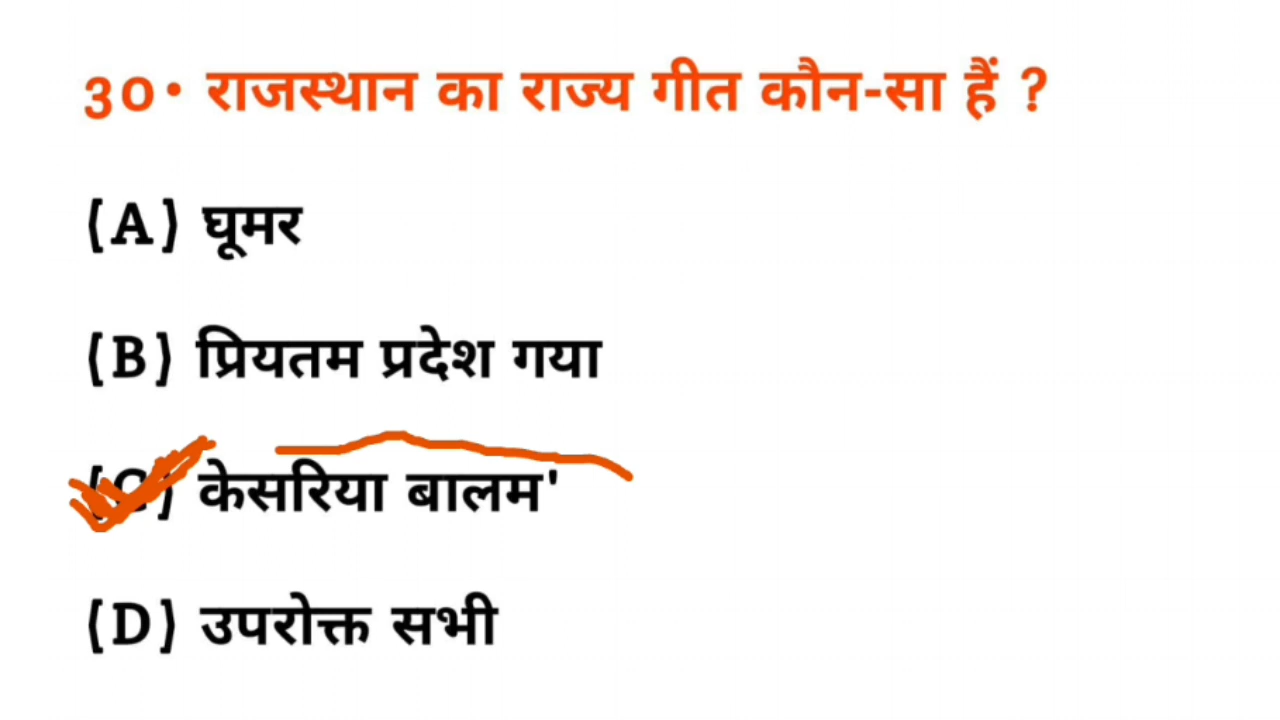 30• राजस्थान का राज्य गीत कौन-सा हैं ?
(A) घूमर
(B) प्रियतम प्रदेश गया
(C) केसरिया बालम'
(D) उपरोक्त सभी